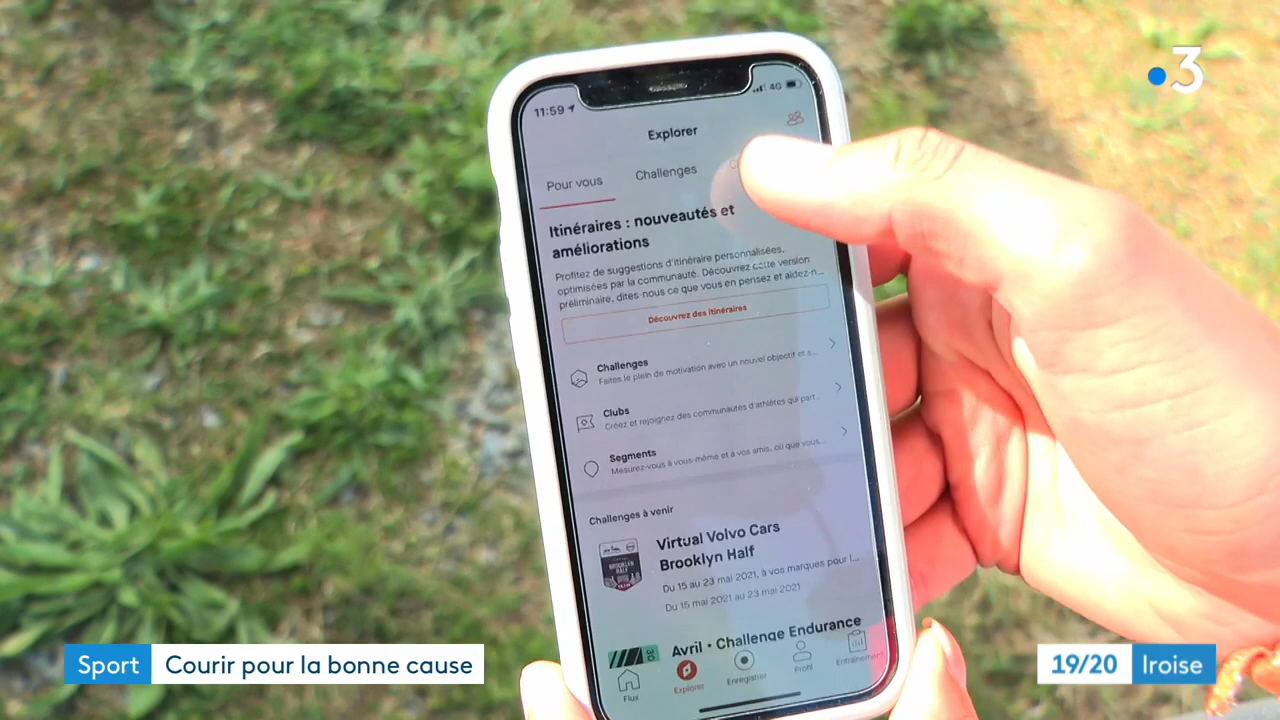 3
11:59
4G
Explorer
Pour vous
Challenges
Itinéraires : nouveautés et
améliorations
Profitez de suggestions d'itinéraire personnalisées,
optimisées par la communauté. Découvrez cette version
préliminaire, dites-nous ce que vous en pensez et aidez-n...
Découvrez des itinéraires
Challenges
Faites le plein de motivation avec un nouvel objectif et s...
Clubs
Créez et rejoignez des communautés d'athlètes qui part...
Segments
Mesurez-vous à vous-même et à vos amis, où que vous...
Challenges à venir
Virtual Volvo Cars
Brooklyn Half
BROOKLYN
HALF
Du 15 au 23 mai 2021, à vos marques pour l...
Du 15 mai 2021 au 23 mai 2021
Avril • Challenge Endurance
Flux
Explorer
Enregistrer
Profil
Entraînement
Sport
Courir pour la bonne cause
19/20
Iroise